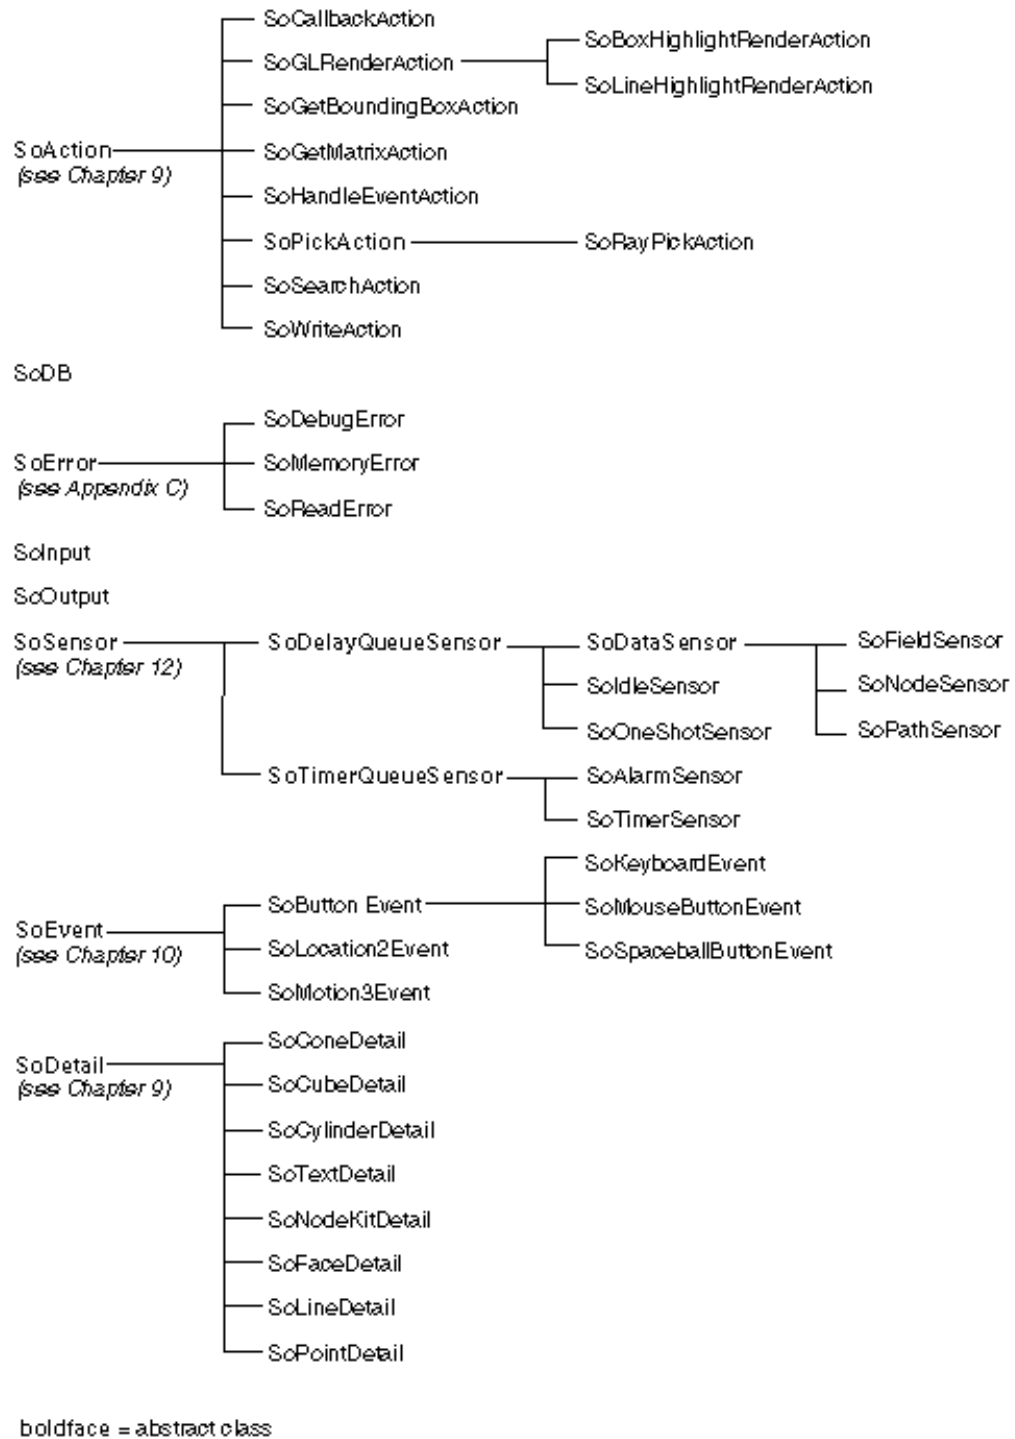 SoCallbackAction
SoBoxHighlightRenderAction
SoGLRenderAction
SoLineHighlightRenderAction
SoGetBoundingBoxAction
SoAction
SoGetMatrixAction
(see Chapter 9)
SoHandleEventAction
SoPickAction SoRayPickAction
SoSearchAction
SoWriteAction
SoDB
SoDebugError
SoError SoMemoryError
(see Appendix C)
SoReadError
SoInput
SoOutput
SoSensor SoDelayQueueSensor SoDataSensor SoFieldSensor
(see Chapter 12)
SoIdleSensor SoNodeSensor
SoOneShotSensor SoPathSensor
SoTimerQueueSensor SoAlarmSensor
SoTimerSensor
SoKeyboardEvent
SoButton Event SoMouseButtonEvent
SoEvent
(see Chapter 10)
SoLocation2Event SoSpaceballButtonEvent
SoMotion3Event
SoConeDetail
SoDetail
(see Chapter 9)
SoCubeDetail
SoCylinderDetail
SoTextDetail
SoNodeKitDetail
SoFaceDetail
SoLineDetail
SoPointDetail
boldface = abstract class